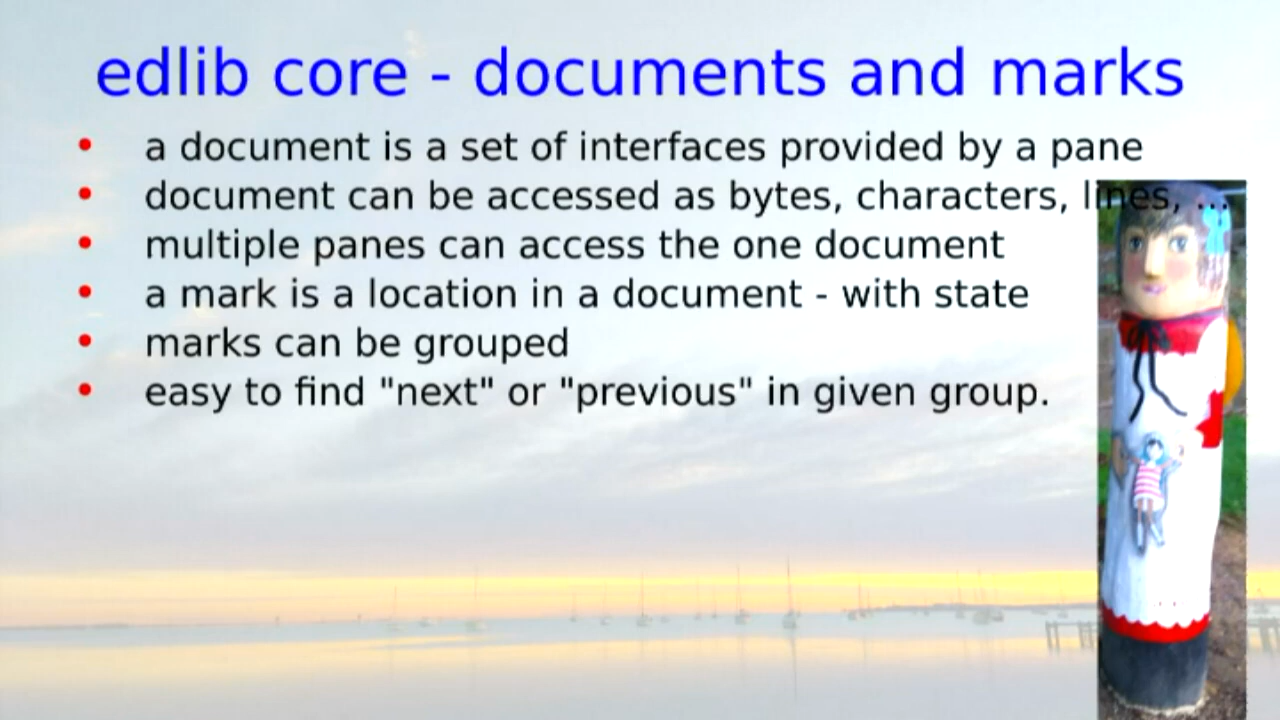 edlib core - documents and marks
• a document is a set of interfaces provided by a pane
• document can be accessed as bytes, characters, lines, ...
• multiple panes can access the one document
• a mark is a location in a document - with state
• marks can be grouped
• easy to find "next" or "previous" in given group.